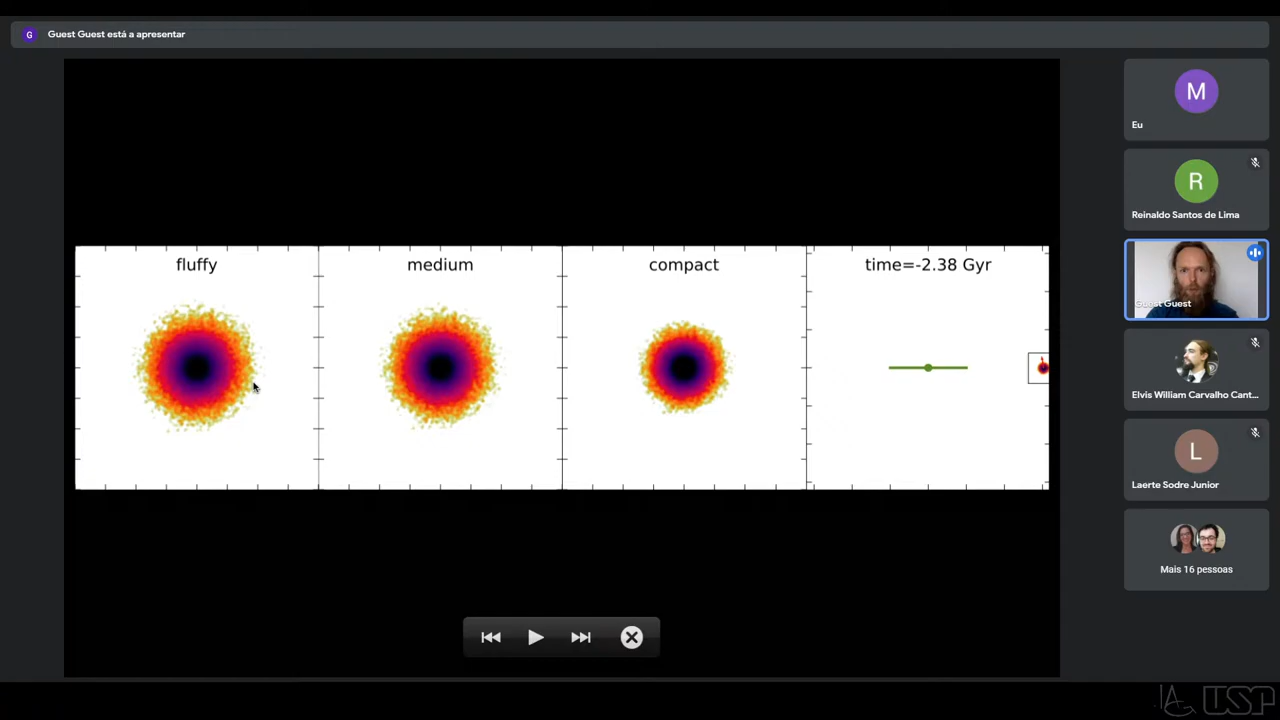 G
Guest Guest está a apresentar
fluffy
medium
compact
time=-2.38 Gyr
M
Eu
R
Reinaldo Santos de Lima
Guest Guest
Elvis William Carvalho Cant...
L
Laerte Sodre Junior
Mais 16 pessoas
IAG USP